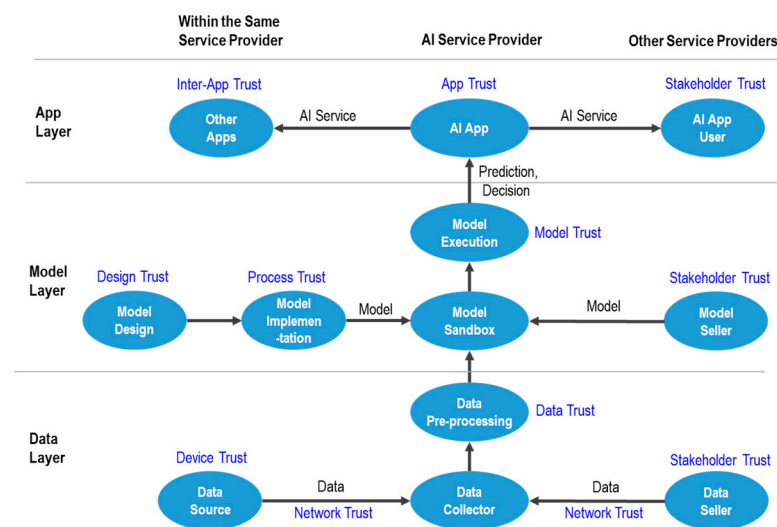 Within the Same
Service Provider
AI Service Provider
Other Service Providers
App
Layer
Inter-App Trust
App Trust
Stakeholder Trust
Other
Apps
AI Service
AI App
AI Service
AI App
User
Prediction,
Decision
Model
Execution
Model Trust
Model
Layer
Design Trust
Process Trust
Stakeholder Trust
Model
Design
Model
Implemen
-tation
Model
Model
Sandbox
Model
Model
Seller
Data
Pre-processing
Data Trust
Data
Layer
Device Trust
Stakeholder Trust
Data
Source
Data
Network Trust
Data
Collector
Data
Network Trust
Data
Seller